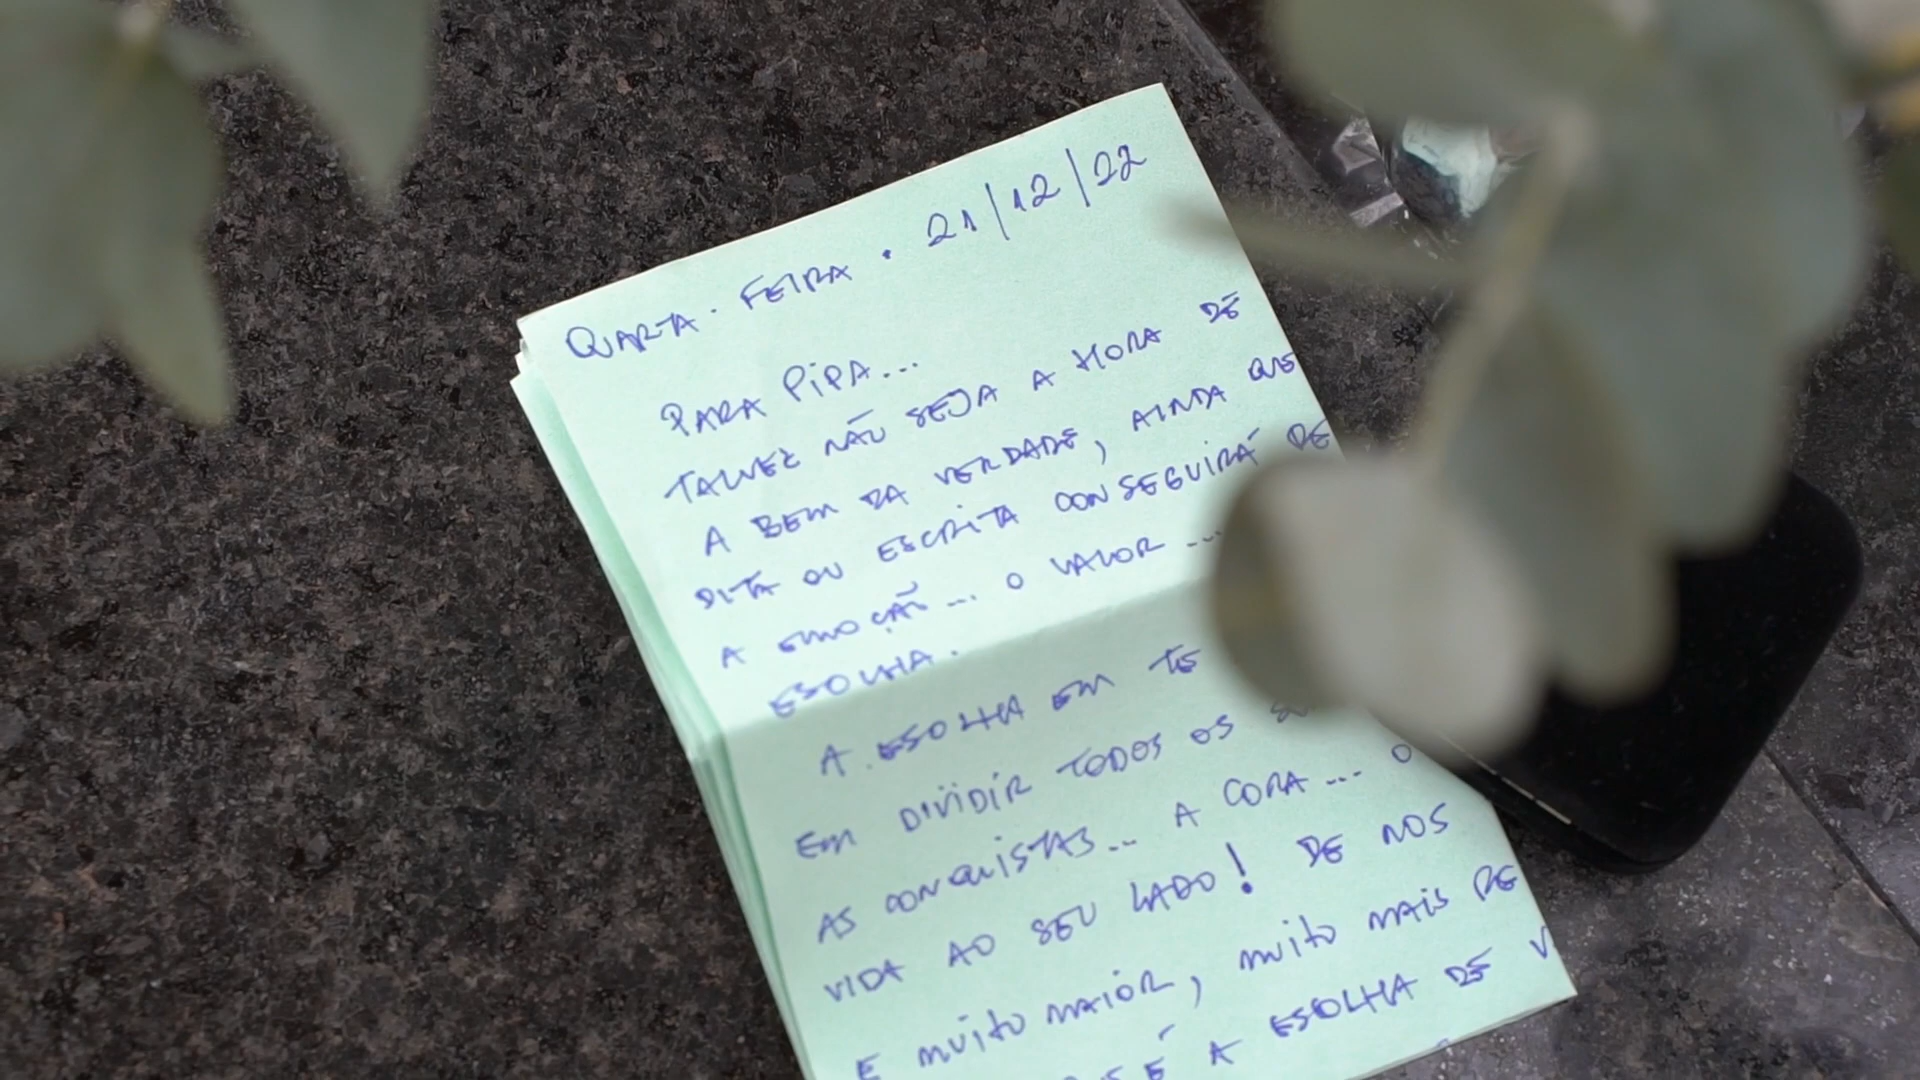 QUARTA. FEIRA. 21/12/22
PARA PIPA...
TALVEZ NÃO SEJA A HORA DE
A BEM DA VERDADE, AINDA QUE
DITA OU ESCRITA CONSEGUIRÁ DE
A EMOÇÃO... O VALOR ...
ESCOLHA.
A ESCOLHA EM TE
EM DIVIDIR TODOS OS
AS CONQUISTAS... A CORA... O
VIDA AO SEU LADO! DE NOS
E MUITO MAIOR, MUITO MAIS DE
É A ESCOLHA DE